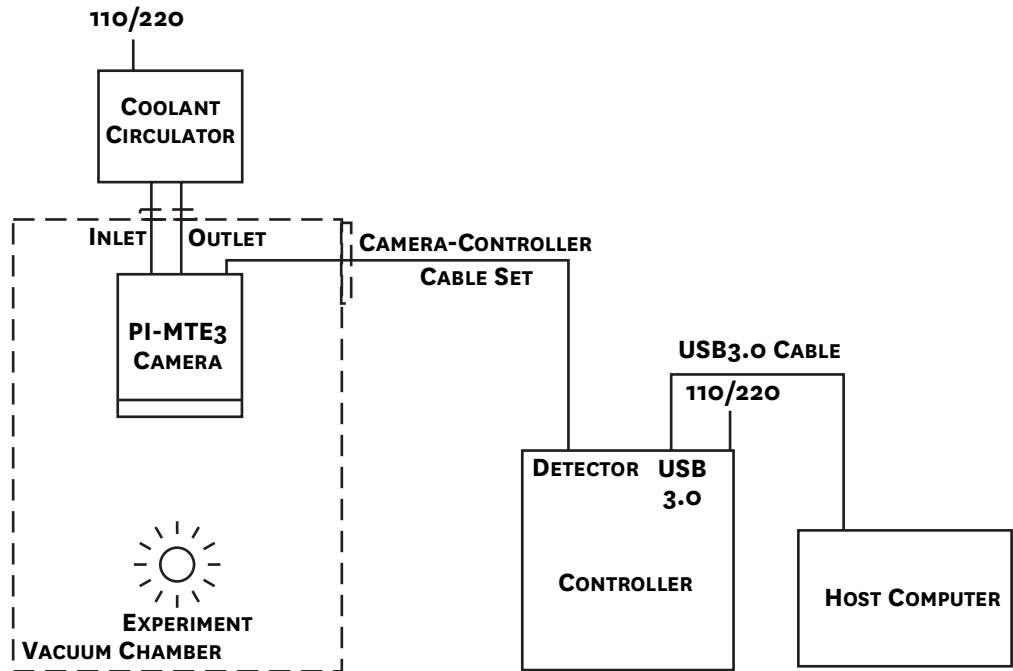 110/220
Coolant
Circulator
Inlet
Outlet
Camera-Controller
Cable Set
PI-MTE3
Camera
USB3.0 Cable
110/220
Detector
USB
3.0
Controller
Host Computer
Experiment
Vacuum Chamber